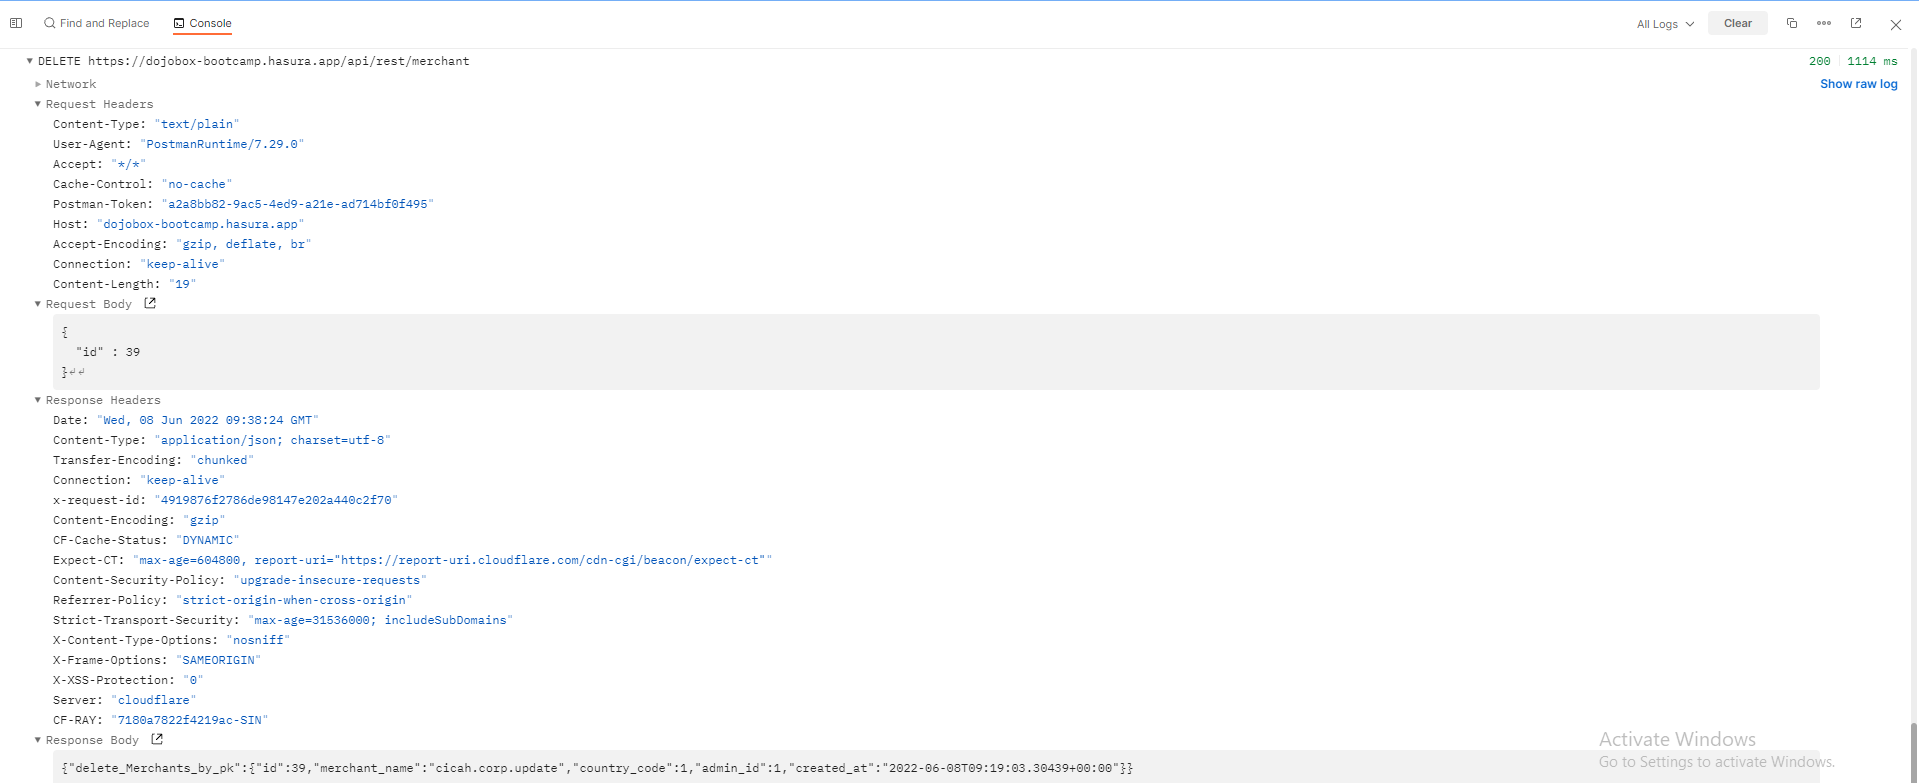 Find and Replace Console All Logs Clear
DELETE https://dojobox-bootcamp.hasura.app/api/rest/merchant 200 1114 ms
Network Show raw log
Request Headers
Content-Type: "text/plain"
User-Agent: "PostmanRuntime/7.29.0"
Accept: "*/*"
Cache-Control: "no-cache"
Postman-Token: "a2a8bb82-9ac5-4ed9-a21e-ad714bf0f495"
Host: "dojobox-bootcamp.hasura.app"
Accept-Encoding: "gzip, deflate, br"
Connection: "keep-alive"
Content-Length: "19"
Request Body
{
"id" : 39
}↵↵
Response Headers
Date: "Wed, 08 Jun 2022 09:38:24 GMT"
Content-Type: "application/json; charset=utf-8"
Transfer-Encoding: "chunked"
Connection: "keep-alive"
x-request-id: "4919876f2786de98147e202a440c2f70"
Content-Encoding: "gzip"
CF-Cache-Status: "DYNAMIC"
Expect-CT: "max-age=604800, report-uri="https://report-uri.cloudflare.com/cdn-cgi/beacon/expect-ct""
Content-Security-Policy: "upgrade-insecure-requests"
Referrer-Policy: "strict-origin-when-cross-origin"
Strict-Transport-Security: "max-age=31536000; includeSubDomains"
X-Content-Type-Options: "nosniff"
X-Frame-Options: "SAMEORIGIN"
X-XSS-Protection: "0"
Server: "cloudflare"
CF-RAY: "7180a7822f4219ac-SIN"
Response Body
{"delete_Merchants_by_pk":{"id":39,"merchant_name":"cicah.corp.update","country_code":1,"admin_id":1,"created_at":"2022-06-08T09:19:03.30439+00:00"}}
Activate Windows
Go to Settings to activate Windows.